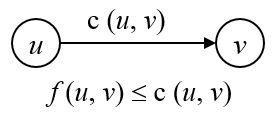 c (u, v)
u
v
f (u, v) ≤ c (u, v)